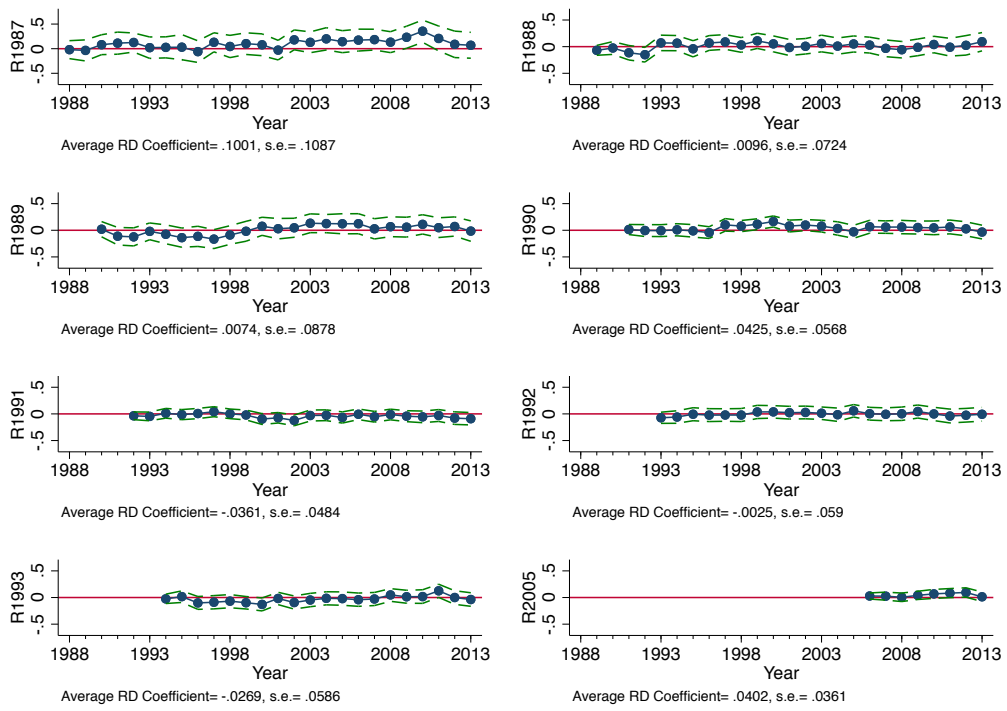 R1987
.5
0
-.5
1988 1993 1998 2003 2008 2013
Year
Average RD Coefficient= .1001, s.e.= .1087
R1988
.5
0
-.5
1988 1993 1998 2003 2008 2013
Year
Average RD Coefficient= .0096, s.e.= .0724
R1989
.5
0
-.5
1988 1993 1998 2003 2008 2013
Year
Average RD Coefficient= .0074, s.e.= .0878
R1990
.5
0
-.5
1988 1993 1998 2003 2008 2013
Year
Average RD Coefficient= .0425, s.e.= .0568
R1991
.5
0
-.5
1988 1993 1998 2003 2008 2013
Year
Average RD Coefficient= -.0361, s.e.= .0484
R1992
.5
0
-.5
1988 1993 1998 2003 2008 2013
Year
Average RD Coefficient= -.0025, s.e.= .059
R1993
.5
0
-.5
1988 1993 1998 2003 2008 2013
Year
Average RD Coefficient= -.0269, s.e.= .0586
R2005
.5
0
-.5
1988 1993 1998 2003 2008 2013
Year
Average RD Coefficient= .0402, s.e.= .0361